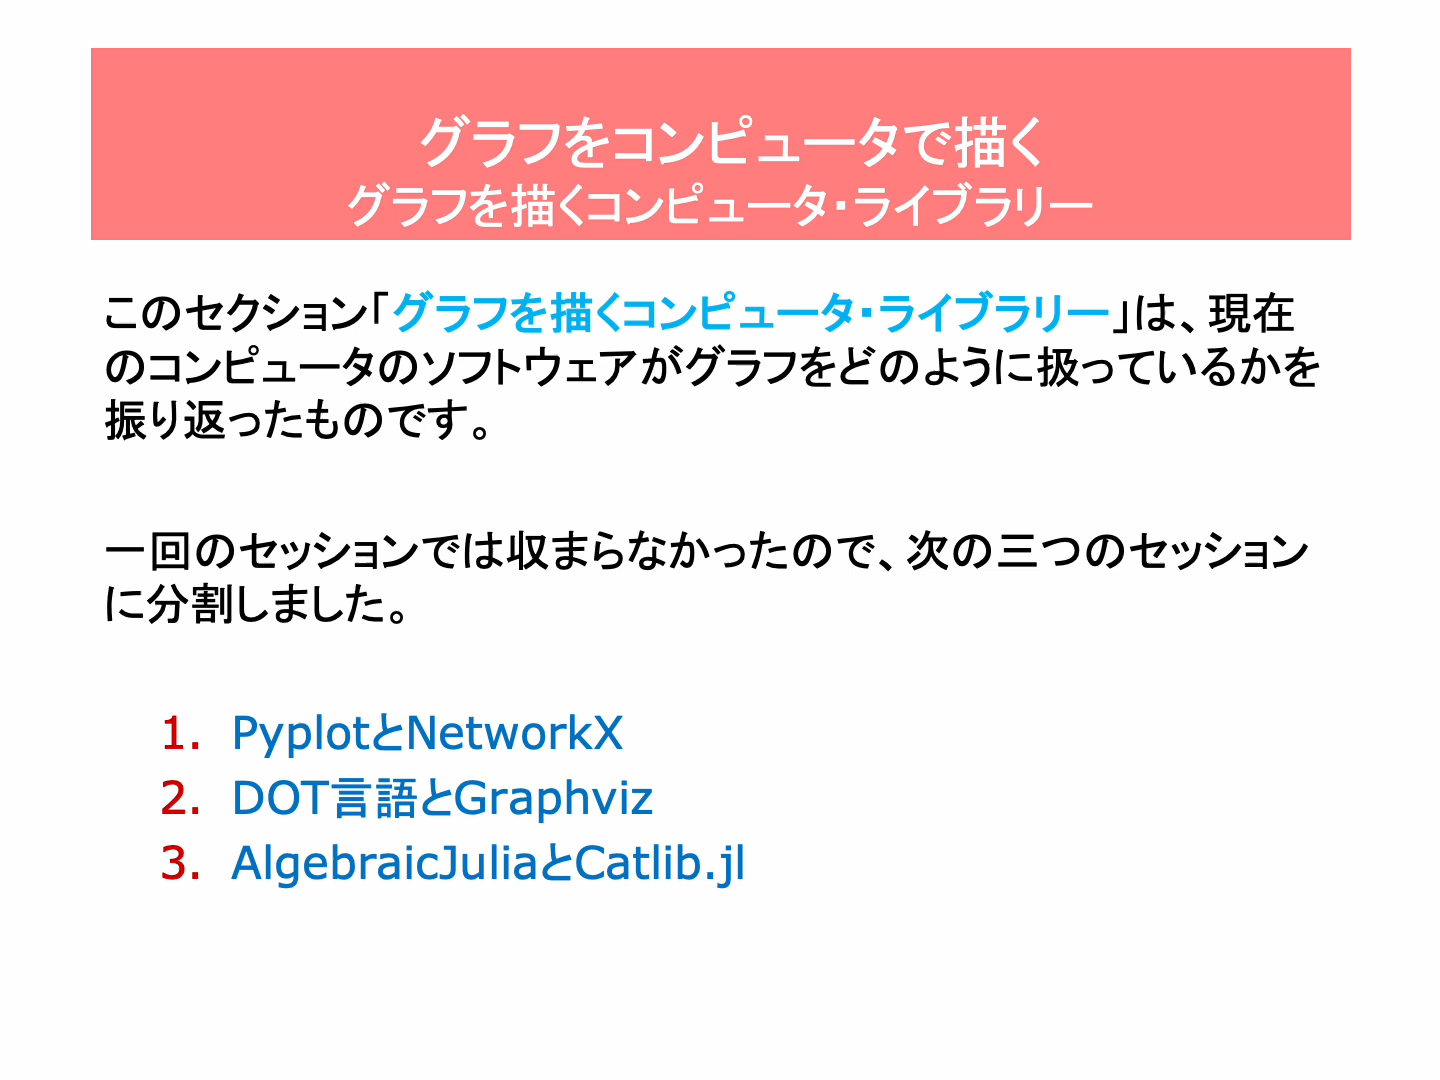 グラフをコンピュータで描く
グラフを描くコンピュータ・ライブラリー
このセクション「グラフを描くコンピュータ・ライブラリー」は、現在
のコンピュータのソフトウェアがグラフをどのように扱っているかを
振り返ったものです。
一回のセッションでは収まらなかったので、次の三つのセッション
に分割しました。
1. PyplotとNetworkX
2. DOT言語とGraphviz
3. AlgebraicJuliaとCatlib.jl